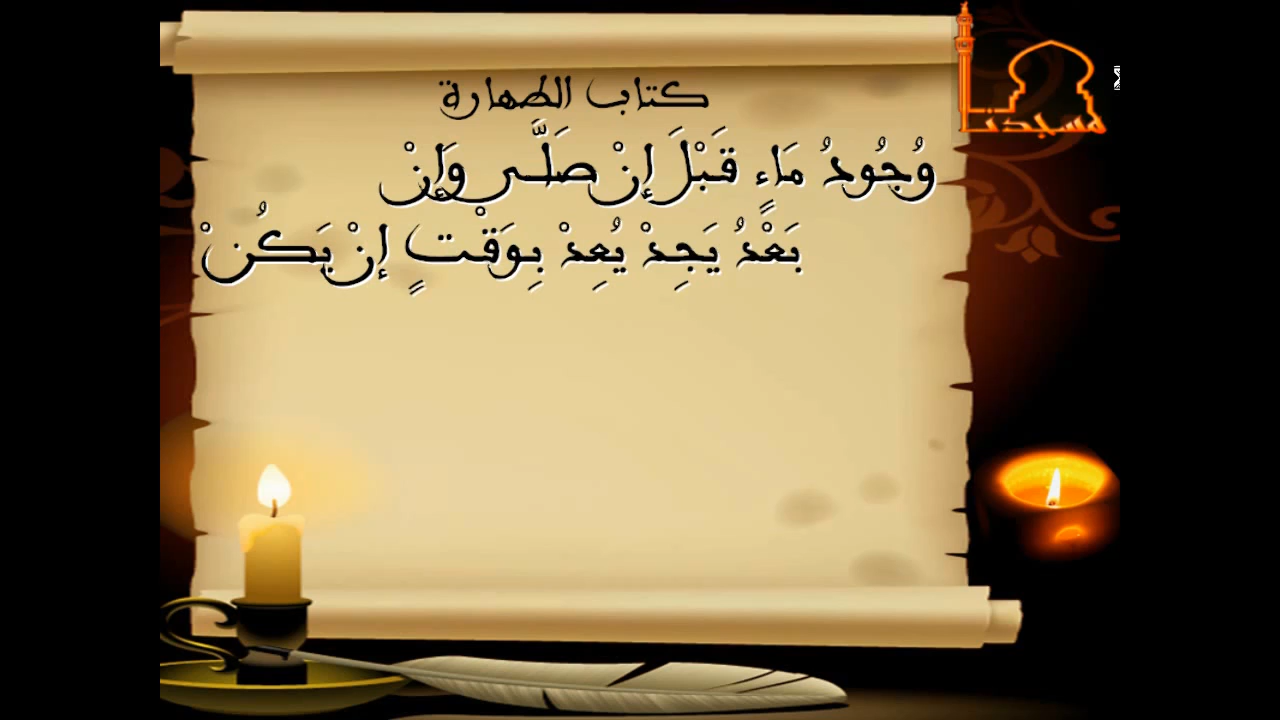 مسجدنا
كتاب الطهارة
وُجُودُ مَاءٍ قَبْلَ إِنْ صَلَّى وَإِنْ
بَعْدُ يَجِدْ يُعِدْ بِوَقْتٍ إِنْ يَكُنْ